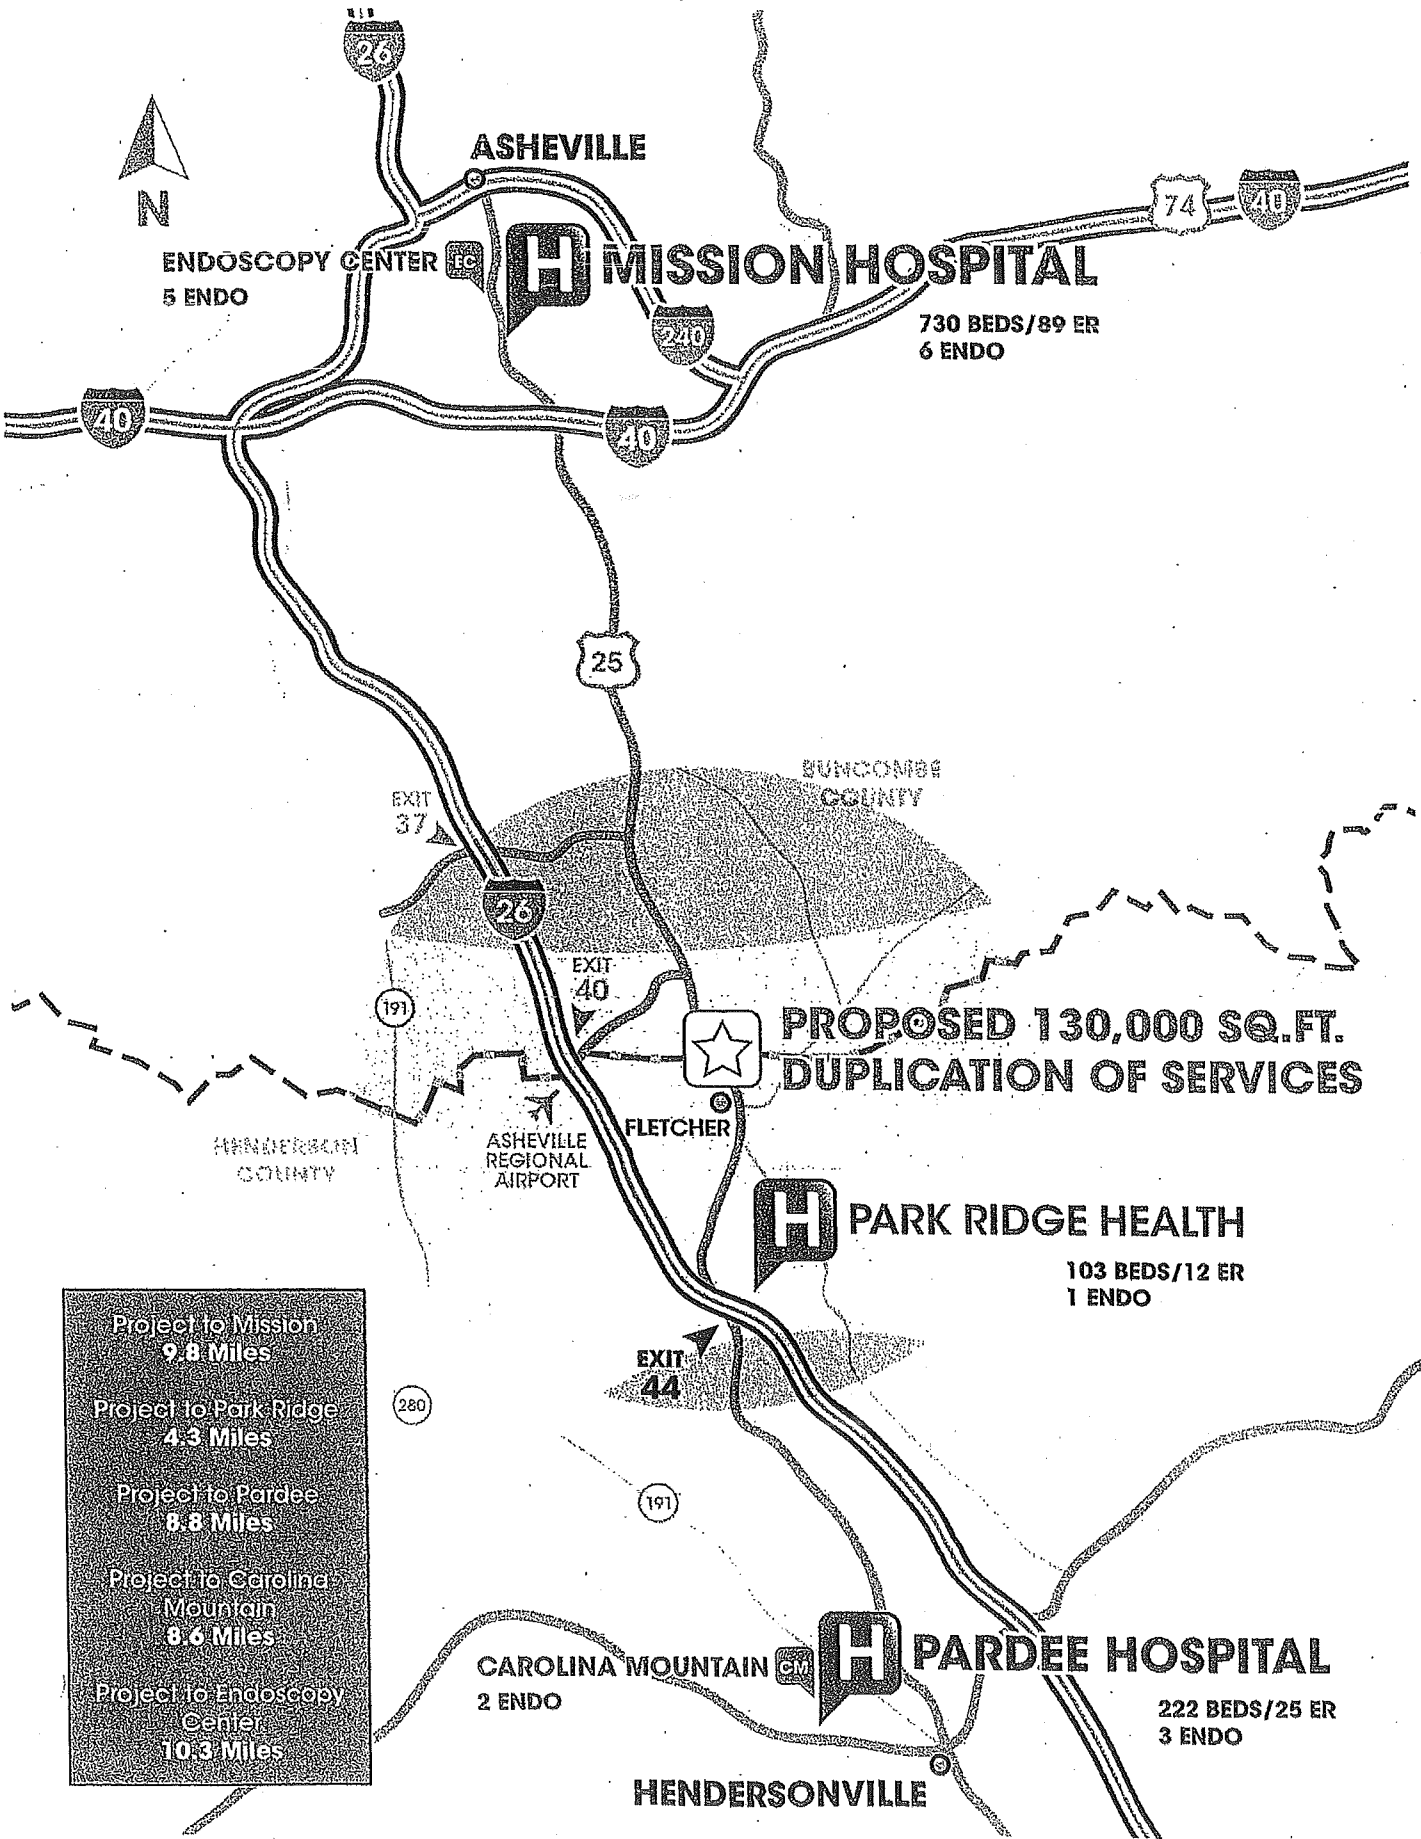 26
ASHEVILLE
N
74
40
ENDOSCOPY CENTER
EC
5 ENDO
H
MISSION HOSPITAL
730 BEDS/89 ER
6 ENDO
240
40
40
25
BUNCOMBE
COUNTY
EXIT
37
26
EXIT
40
191
PROPOSED 130,000 SQ.FT.
DUPLICATION OF SERVICES
FLETCHER
HENDERSON
COUNTY
ASHEVILLE
REGIONAL
AIRPORT
H
PARK RIDGE HEALTH
103 BEDS/12 ER
1 ENDO
EXIT
44
Project to Mission
9.8 Miles
Project to Park Ridge
4.3 Miles
Project to Pardee
8.8 Miles
Project to Carolina
Mountain
8.6 Miles
Project to Endoscopy
Center
10.3 Miles
280
191
CAROLINA MOUNTAIN
CM
2 ENDO
H
PARDEE HOSPITAL
222 BEDS/25 ER
3 ENDO
HENDERSONVILLE